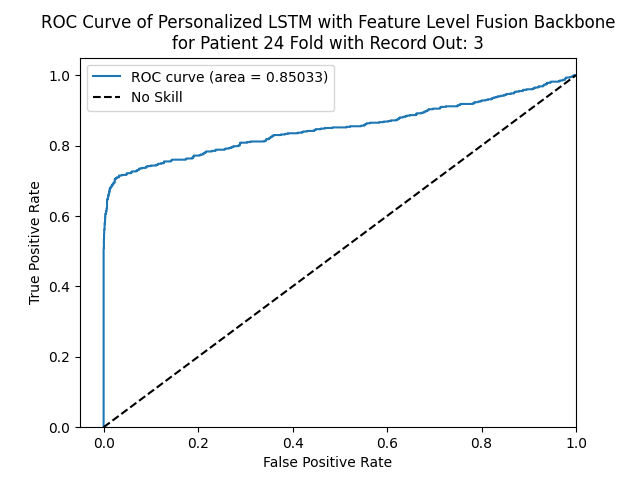 ROC Curve of Personalized LSTM with Feature Level Fusion Backbone
for Patient 24 Fold with Record Out: 3
ROC curve (area = 0.85033)
No Skill
1.0
0.8
0.6
0.4
0.2
0.0
True Positive Rate
0.0 0.2 0.4 0.6 0.8 1.0
False Positive Rate